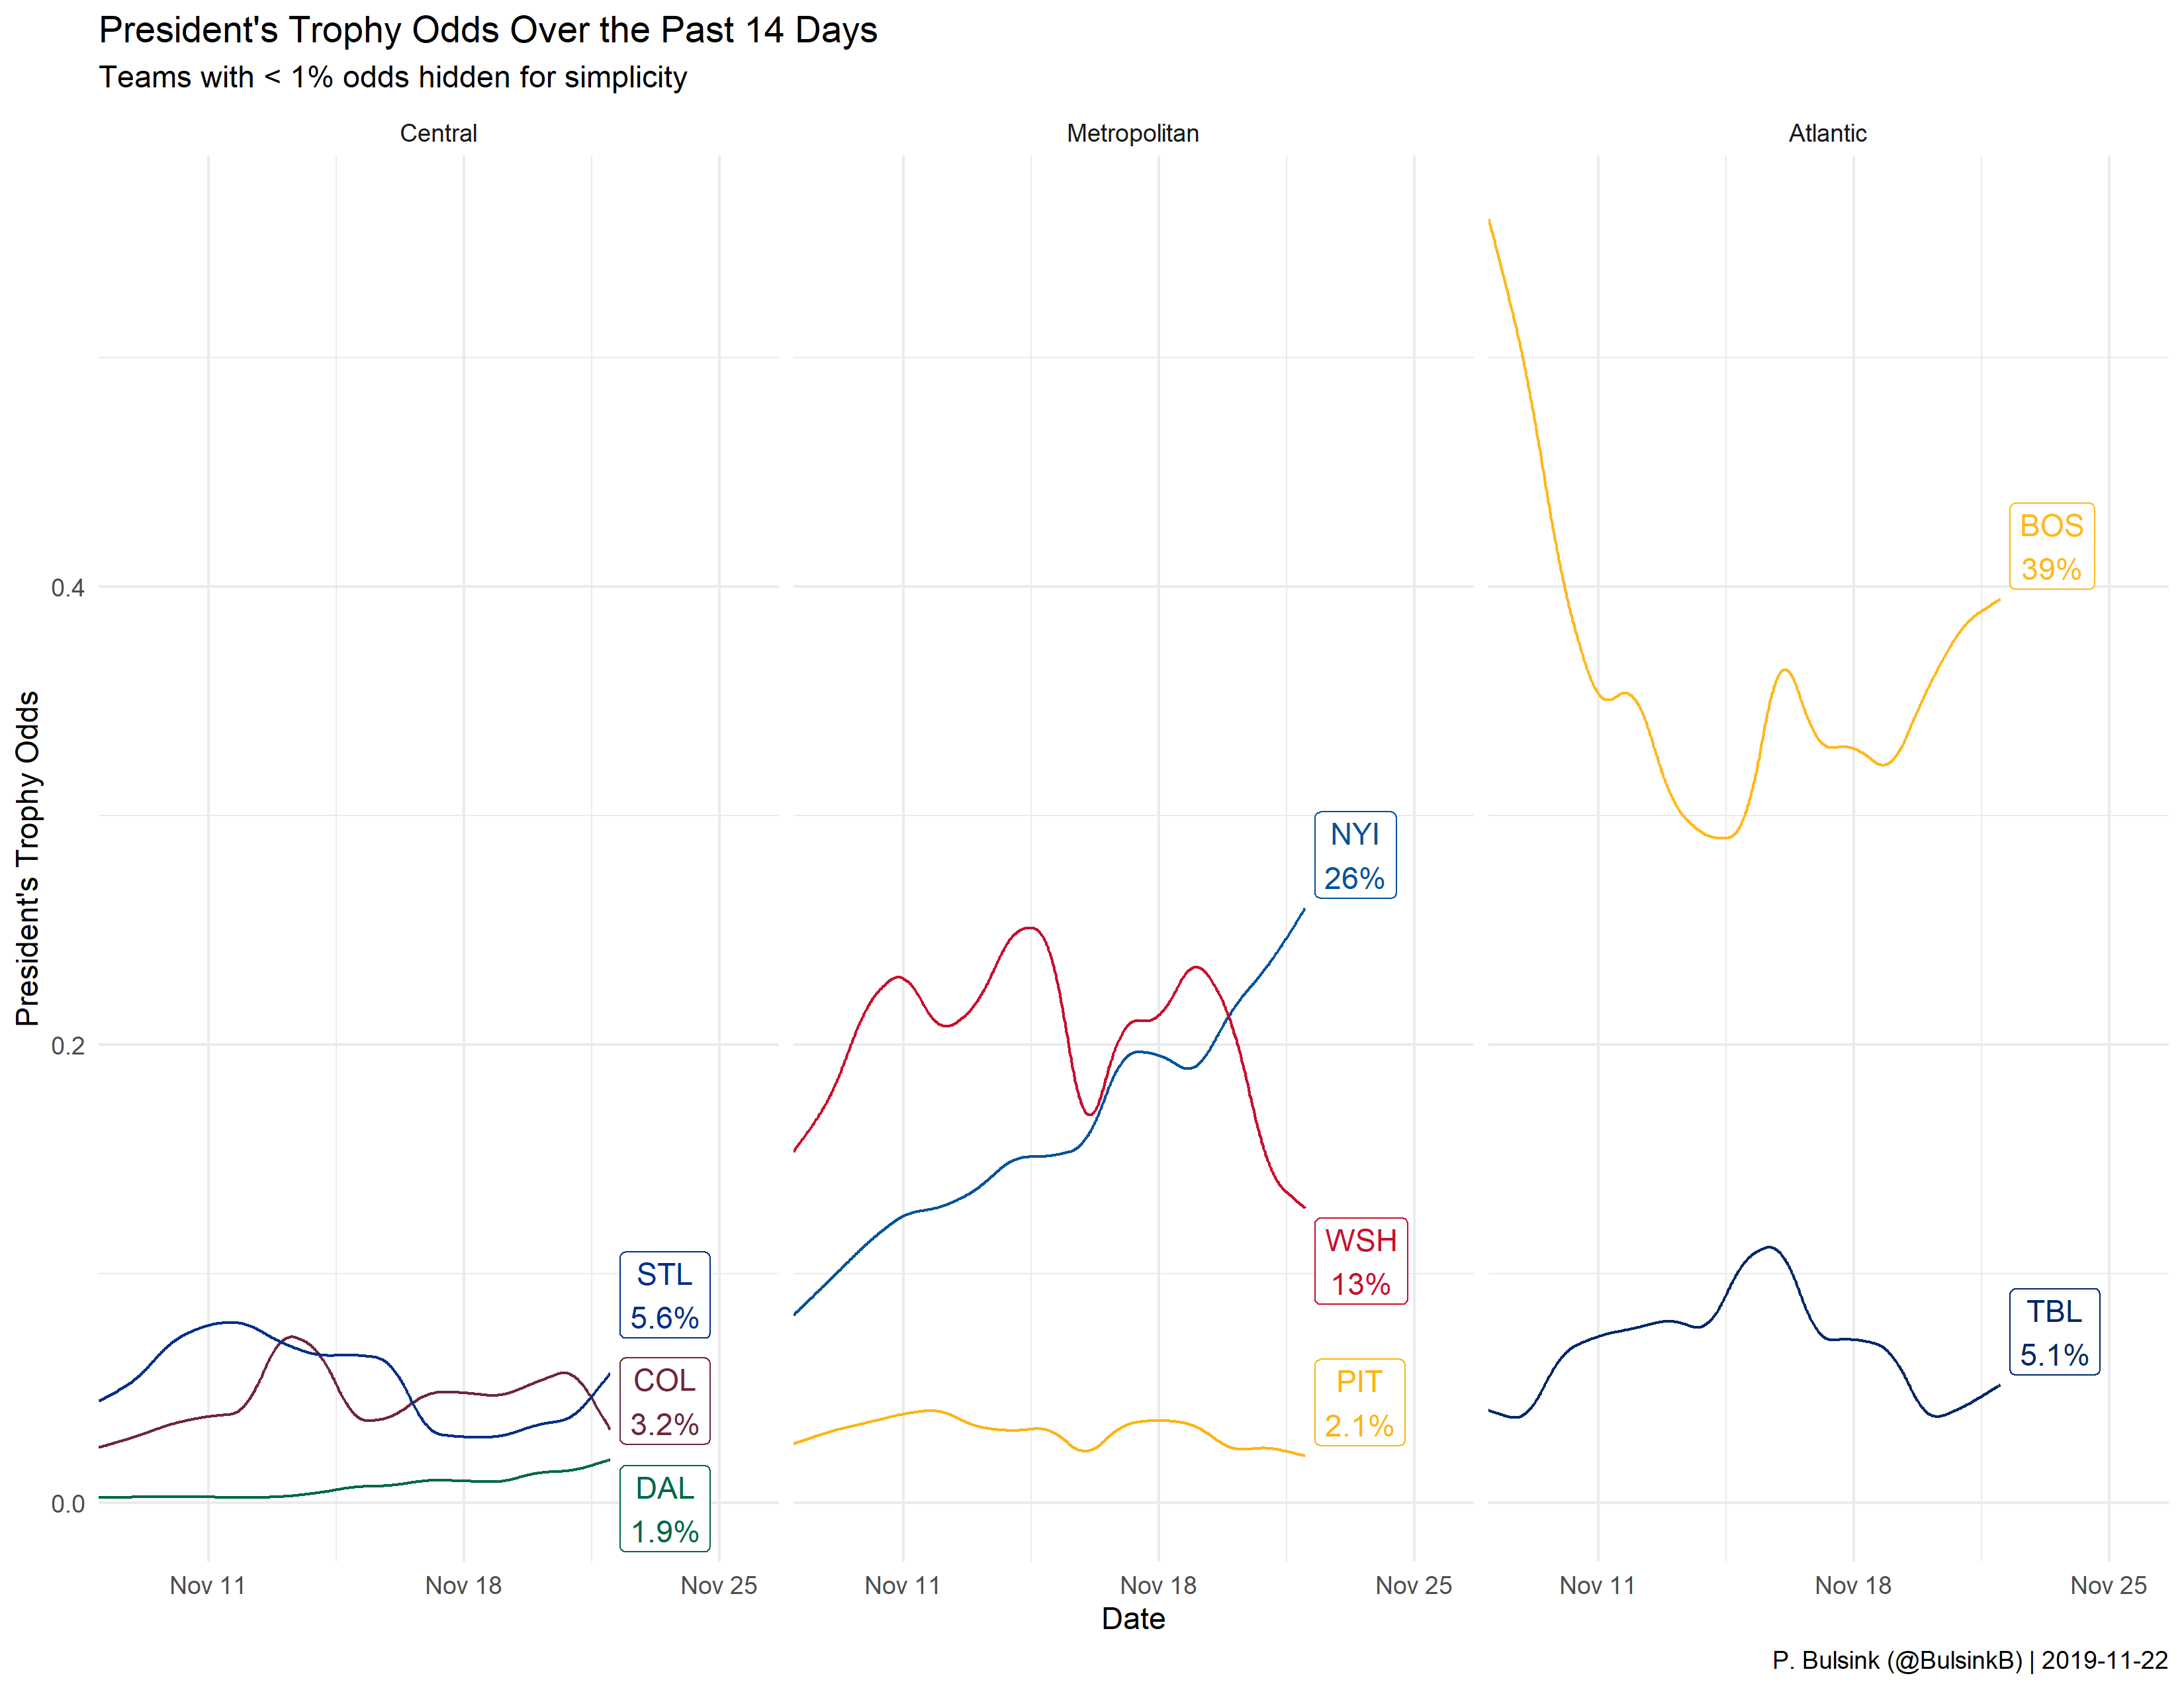 President's Trophy Odds Over the Past 14 Days
Teams with < 1% odds hidden for simplicity
Central
Metropolitan
Atlantic
President's Trophy Odds
0.4
0.2
0.0
STL
5.6%
COL
3.2%
DAL
1.9%
NYI
26%
WSH
13%
PIT
2.1%
BOS
39%
TBL
5.1%
Nov 11
Nov 18
Nov 25
Nov 11
Nov 18
Nov 25
Nov 11
Nov 18
Nov 25
Date
P. Bulsink (@BulsinkB) | 2019-11-22